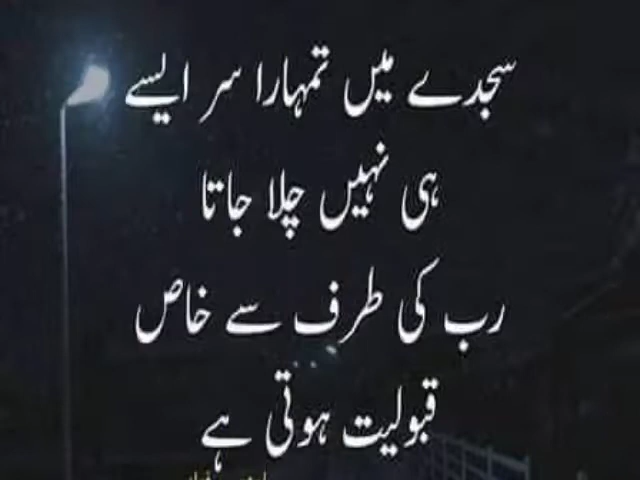 سجدے میں تمہارا سر ایسے
ہی نہیں چلا جاتا
رب کی طرف سے خاص
قبولیت ہوتی ہے